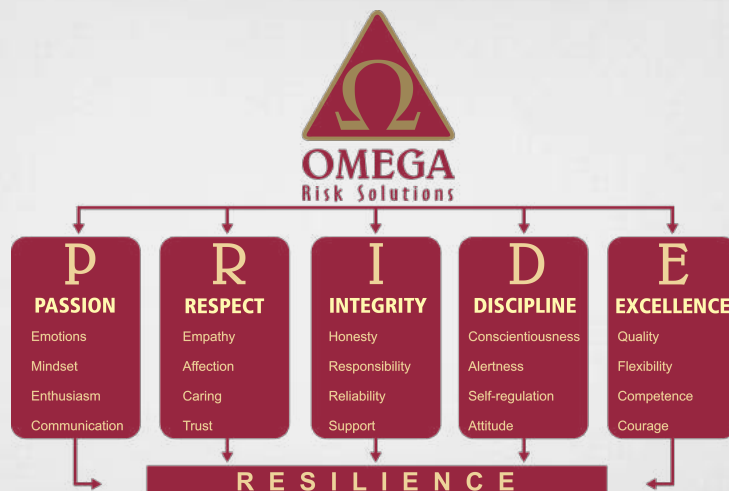 Ω
OMEGA
Risk Solutions
P
PASSION
Emotions
Mindset
Enthusiasm
Communication
R
RESPECT
Empathy
Affection
Caring
Trust
I
INTEGRITY
Honesty
Responsibility
Reliability
Support
D
DISCIPLINE
Conscientiousness
Alertness
Self-regulation
Attitude
E
EXCELLENCE
Quality
Flexibility
Competence
Courage
RESILIENCE